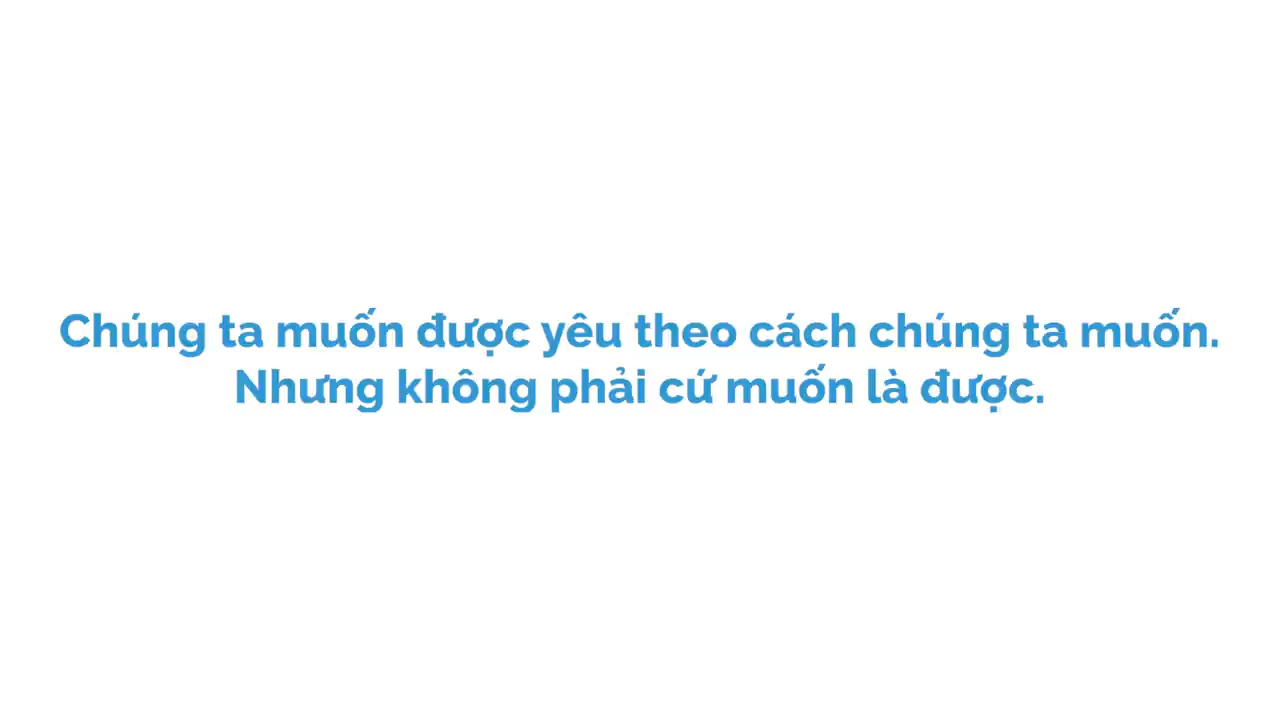 Chúng ta muốn được yêu theo cách chúng ta muốn.
Nhưng không phải cứ muốn là được.